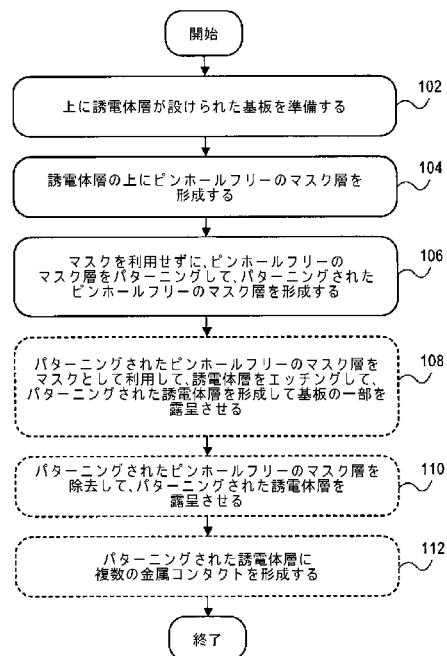 開始
上に誘電体層が設けられた基板を準備する
102
誘電体層の上にピンホールフリーのマスク層を
形成する
104
マスクを利用せずに、ピンホールフリーの
マスク層をパターニングして、パターニングされた
ピンホールフリーのマスク層を形成する
106
パターニングされたピンホールフリーのマスク層を
マスクとして利用して、誘電体層をエッチングして、
パターニングされた誘電体層を形成して基板の一部を
露呈させる
108
パターニングされたピンホールフリーのマスク層を
除去して、パターニングされた誘電体層を
露呈させる
110
パターニングされた誘電体層に
複数の金属コンタクトを形成する
112
終了